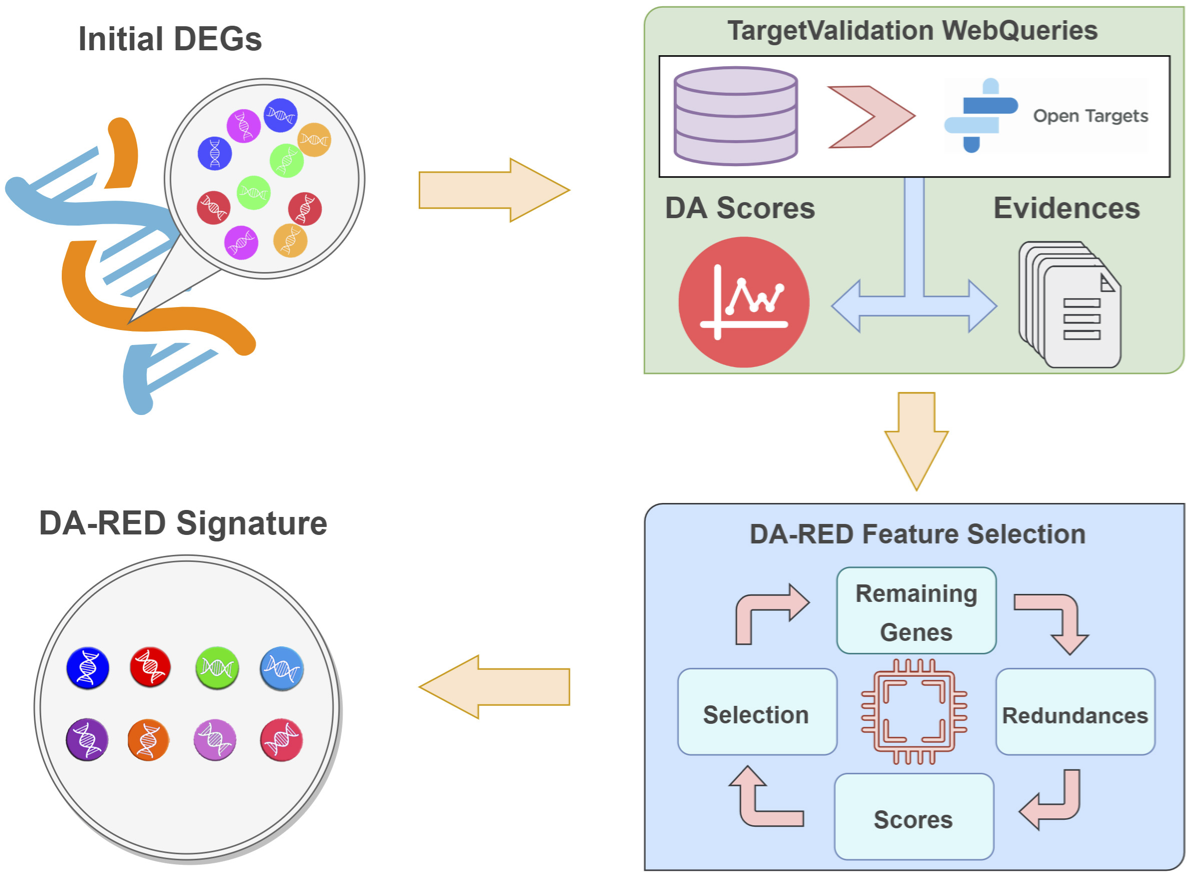 Initial DEGs
TargetValidation WebQueries
Open Targets
DA Scores
Evidences
DA-RED Signature
DA-RED Feature Selection
Remaining
Genes
Selection
Redundances
Scores